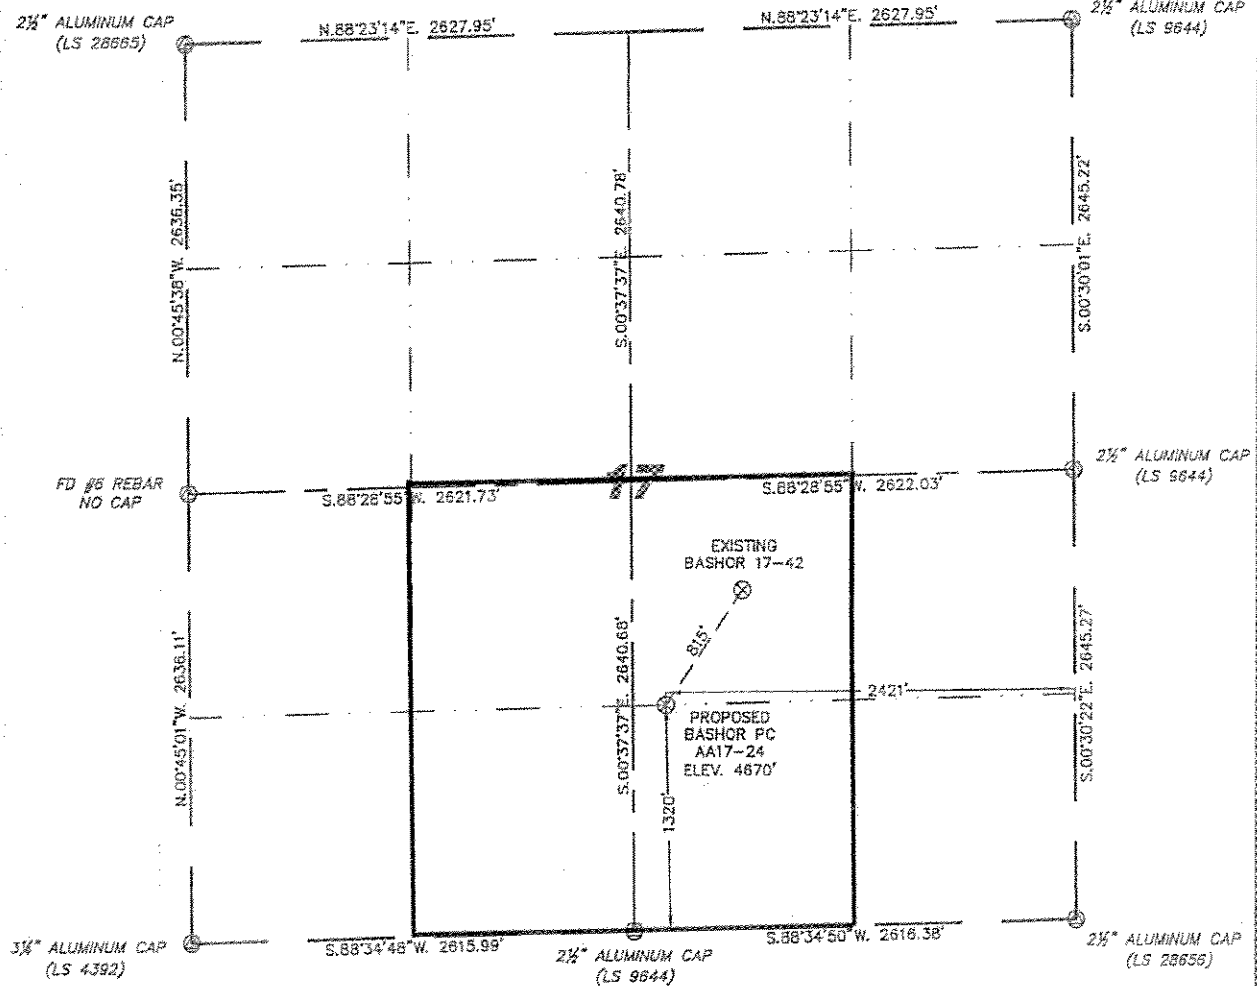 2½" ALUMINUM CAP
(LS 28665)
N.88°23'14"E. 2627.95'
N.88°23'14"E. 2627.95'
2½" ALUMINUM CAP
(LS 9644)
N.00°45'38"W. 2636.35'
S.00°37'37"E. 2640.78'
S.00°30'01"E. 2645.22'
FD #6 REBAR
NO CAP
S.88°28'55"W. 2621.73'
17
S.88°28'55"W. 2622.03'
2½" ALUMINUM CAP
(LS 9644)
EXISTING
BASHOR 17-42
815'
N.00°45'01"W. 2636.11'
S.00°37'37"E. 2640.68'
2421'
S.00°30'22"E. 2645.27'
PROPOSED
BASHOR PC
AA17-24
ELEV. 4670'
1320'
ALUMINUM CAP
(LS 4392)
S.88°34'48"W. 2615.99'
2½" ALUMINUM CAP
(LS 9644)
S.88°34'50"W. 2616.38'
2½" ALUMINUM CAP
(LS 28656)